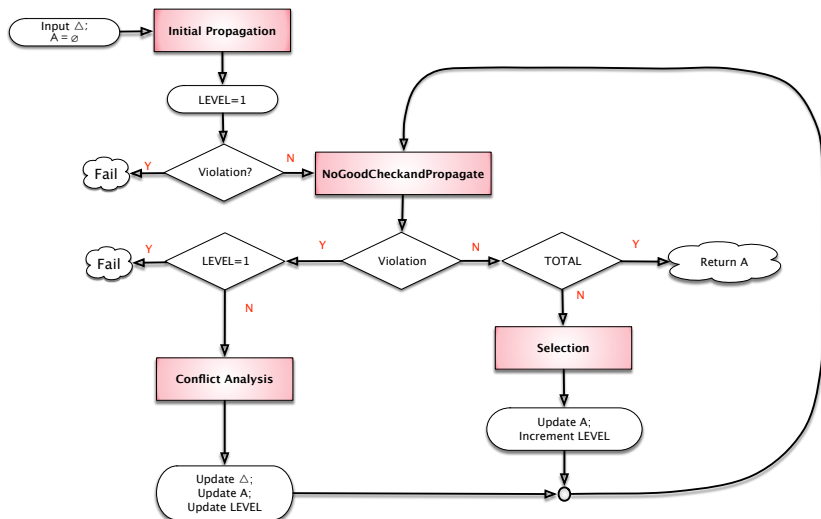 Input △;
A = ∅
Initial Propagation
LEVEL=1
Violation?
Y
Fail
N
NoGoodCheckandPropagate
Violation
Y
LEVEL=1
Y
Fail
N
N
TOTAL
Y
Return A
N
Conflict Analysis
Selection
Update A;
Increment LEVEL
Update △;
Update A;
Update LEVEL